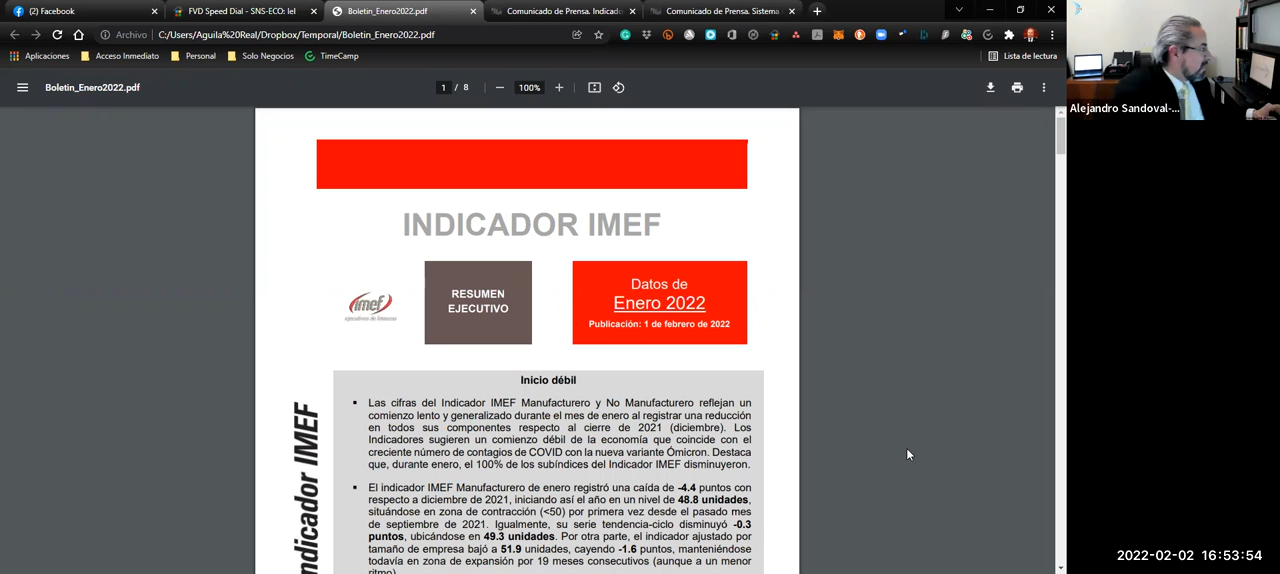 (2) Facebook
FVD Speed Dial - SNS-ECO: Iel
Boletin_Enero2022.pdf
Comunicado de Prensa. Indicado
Comunicado de Prensa. Sistema
Archivo
C:/Users/Aguila%20Real/Dropbox/Temporal/Boletin_Enero2022.pdf
Aplicaciones
Acceso Inmediato
Personal
Solo Negocios
TimeCamp
Lista de lectura
Boletin_Enero2022.pdf
1 / 8
100%
Alejandro Sandoval-...
INDICADOR IMEF
imef
RESUMEN
EJECUTIVO
Datos de
Enero 2022
Publicación: 1 de febrero de 2022
Inicio débil
Las cifras del Indicador IMEF Manufacturero y No Manufacturero reflejan un
comienzo lento y generalizado durante el mes de enero al registrar una reducción
en todos sus componentes respecto al cierre de 2021 (diciembre). Los
Indicadores sugieren un comienzo débil de la economía que coincide con el
creciente número de contagios de COVID con la nueva variante Ómicron. Destaca
que, durante enero, el 100% de los subíndices del Indicador IMEF disminuyeron.
El indicador IMEF Manufacturero de enero registró una caída de -4.4 puntos con
respecto a diciembre de 2021, iniciando así el año en un nivel de 48.8 unidades,
situándose en zona de contracción (<50) por primera vez desde el pasado mes
de septiembre de 2021. Igualmente, su serie tendencia-ciclo disminuyó -0.3
puntos, ubicándose en 49.3 unidades. Por otra parte, el indicador ajustado por
tamaño de empresa bajó a 51.9 unidades, cayendo -1.6 puntos, manteniéndose
todavía en zona de expansión por 19 meses consecutivos (aunque a un menor
ritmo).
ndicador IMEF
2022-02-02 16:53:54